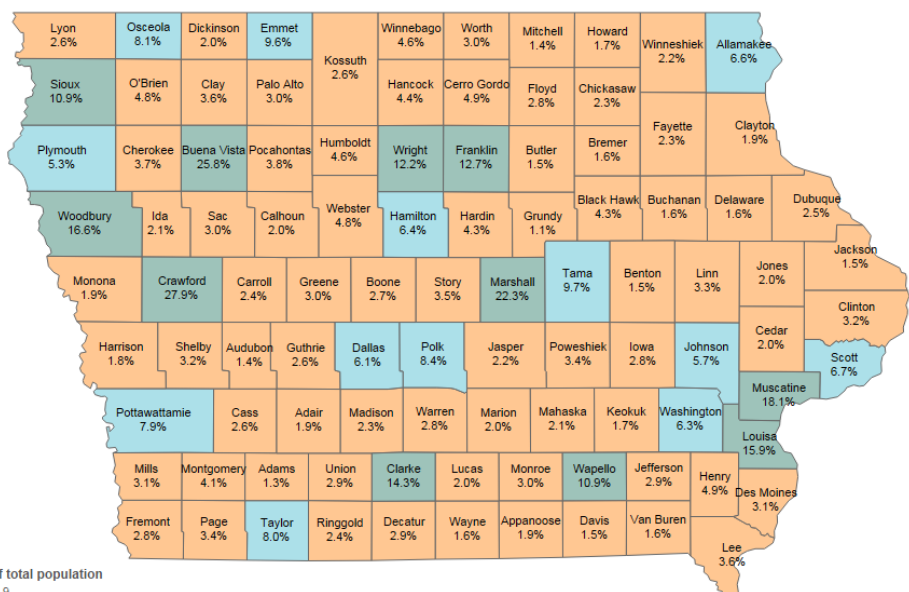 Lyon
2.6%
Osceola
8.1%
Dickinson
2.0%
Emmet
9.6%
Kossuth
2.6%
Winnebago
4.6%
Worth
3.0%
Mitchell
1.4%
Howard
1.7%
Winneshiek
2.2%
Allamakee
6.6%
Sioux
10.9%
O'Brien
4.8%
Clay
3.6%
Palo Alto
3.0%
Hancock
4.4%
Cerro Gordo
4.9%
Floyd
2.8%
Chickasaw
2.3%
Fayette
2.3%
Clayton
1.9%
Plymouth
5.3%
Cherokee
3.7%
Buena Vista
25.8%
Pocahontas
3.8%
Humboldt
4.6%
Wright
12.2%
Franklin
12.7%
Butler
1.5%
Bremer
1.6%
Woodbury
16.6%
Ida
2.1%
Sac
3.0%
Calhoun
2.0%
Webster
4.8%
Hamilton
6.4%
Hardin
4.3%
Grundy
1.1%
Black Hawk
4.3%
Buchanan
1.6%
Delaware
1.6%
Dubuque
2.5%
Monona
1.9%
Crawford
27.9%
Carroll
2.4%
Greene
3.0%
Boone
2.7%
Story
3.5%
Marshall
22.3%
Tama
9.7%
Benton
1.5%
Linn
3.3%
Jones
2.0%
Jackson
1.5%
Clinton
3.2%
Harrison
1.8%
Shelby
3.2%
Audubon
1.4%
Guthrie
2.6%
Dallas
6.1%
Polk
8.4%
Jasper
2.2%
Poweshiek
3.4%
Iowa
2.8%
Johnson
5.7%
Cedar
2.0%
Scott
6.7%
Muscatine
18.1%
Pottawattamie
7.9%
Cass
2.6%
Adair
1.9%
Madison
2.3%
Warren
2.8%
Marion
2.0%
Mahaska
2.1%
Keokuk
1.7%
Washington
6.3%
Louisa
15.9%
Mills
3.1%
Montgomery
4.1%
Adams
1.3%
Union
2.9%
Clarke
14.3%
Lucas
2.0%
Monroe
3.0%
Wapello
10.9%
Jefferson
2.9%
Henry
4.9%
Des Moines
3.1%
Fremont
2.8%
Page
3.4%
Taylor
8.0%
Ringgold
2.4%
Decatur
2.9%
Wayne
1.6%
Appanoose
1.9%
Davis
1.5%
Van Buren
1.6%
Lee
3.6%
f total population